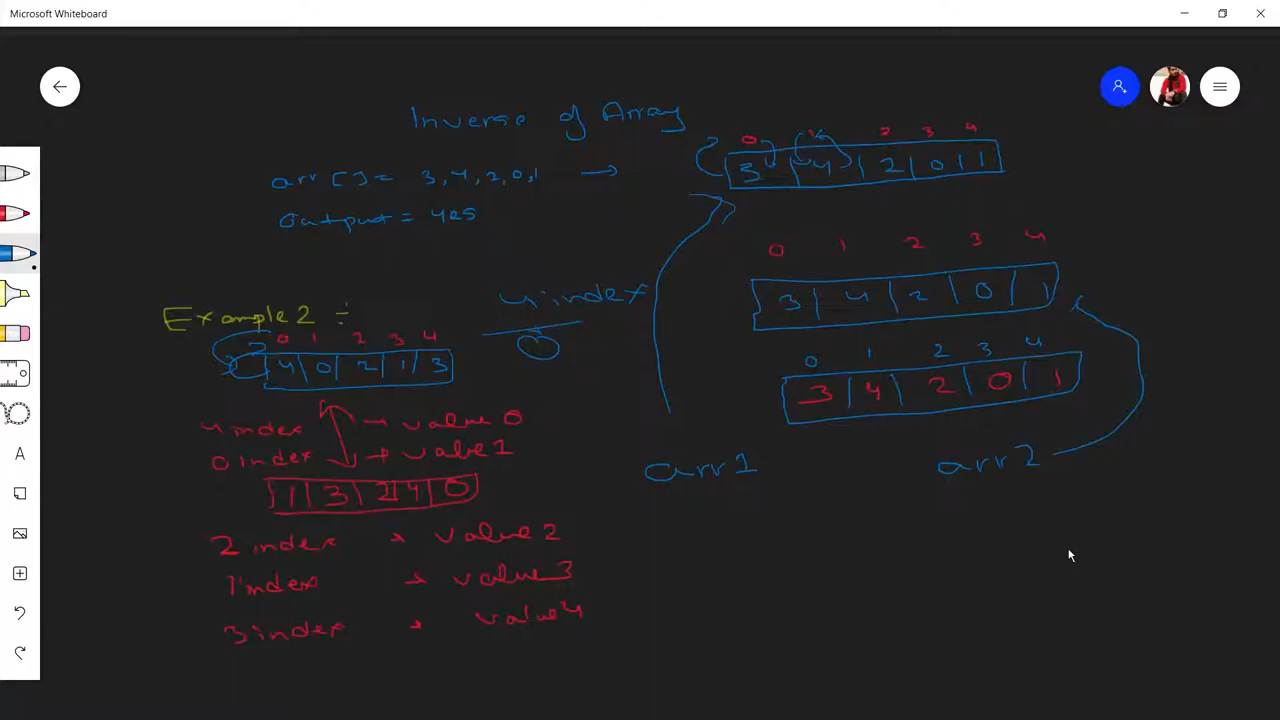 Microsoft Whiteboard
Inverse of Array
0 1 2 3 4
3 4 2 0 1
arr[] = 3, 4, 2, 0, 1 →
Output = yes
0 1 2 3 4
3 4 2 0 1
4 index
Example 2 ÷
0 1 2 3 4
4 0 2 1 3
0 1 2 3 4
3 4 2 0 1
4 index → value 0
0 index → value 1
arr1
arr2
1 3 2 4 0
2 index → value 2
1 index → value 3
3 index → value 4
A